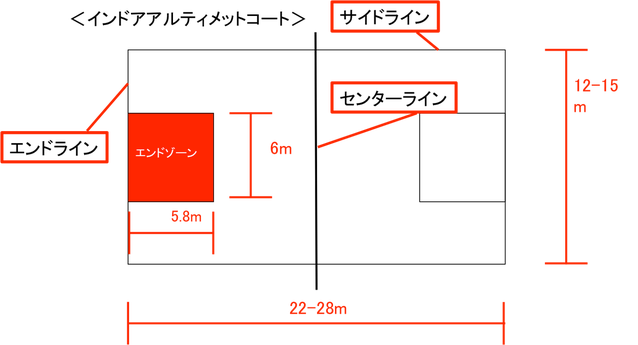 ＜インドアアルティメットコート＞
サイドライン
センターライン
12-15
m
エンドライン
エンドゾーン
6m
5.8m
22-28m